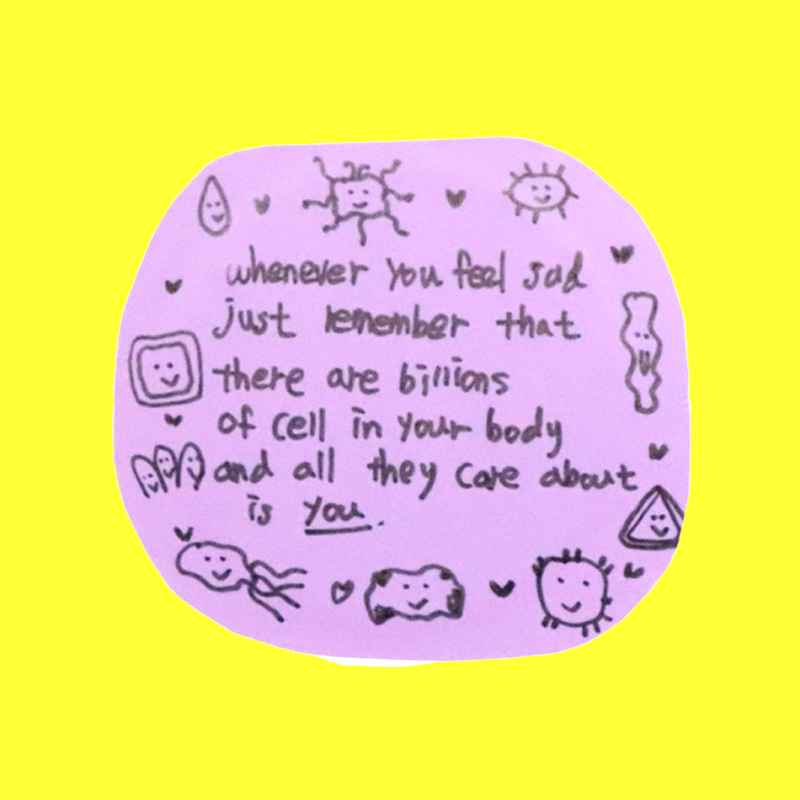 whenever you feel sad
just remember that
there are billions
of cell in your body
and all they care about
is you.